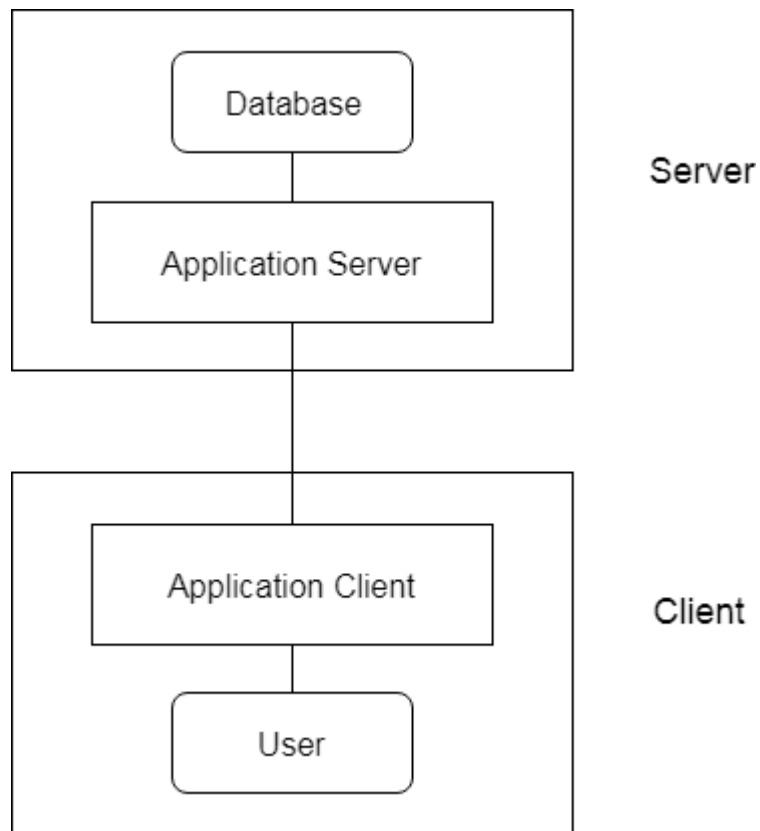 Database
Server
Application Server
Application Client
Client
User